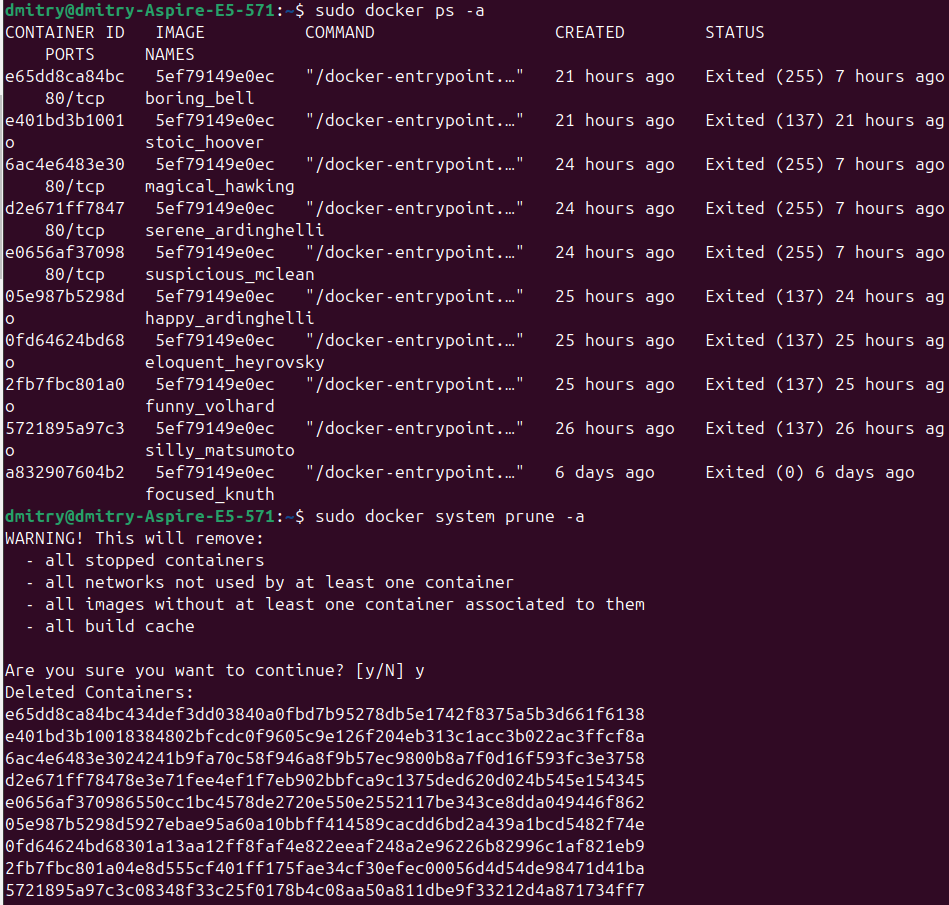 dmitry@dmitry-Aspire-E5-571:~$ sudo docker ps -a
CONTAINER ID   IMAGE          COMMAND                  CREATED        STATUS
    PORTS     NAMES
e65dd8ca84bc   5ef79149e0ec   "/docker-entrypoint.…"   21 hours ago   Exited (255) 7 hours ago
    80/tcp    boring_bell
e401bd3b1001   5ef79149e0ec   "/docker-entrypoint.…"   21 hours ago   Exited (137) 21 hours ag
o             stoic_hoover
6ac4e6483e30   5ef79149e0ec   "/docker-entrypoint.…"   24 hours ago   Exited (255) 7 hours ago
    80/tcp    magical_hawking
d2e671ff7847   5ef79149e0ec   "/docker-entrypoint.…"   24 hours ago   Exited (255) 7 hours ago
    80/tcp    serene_ardinghelli
e0656af37098   5ef79149e0ec   "/docker-entrypoint.…"   24 hours ago   Exited (255) 7 hours ago
    80/tcp    suspicious_mclean
05e987b5298d   5ef79149e0ec   "/docker-entrypoint.…"   25 hours ago   Exited (137) 24 hours ag
o             happy_ardinghelli
0fd64624bd68   5ef79149e0ec   "/docker-entrypoint.…"   25 hours ago   Exited (137) 25 hours ag
o             eloquent_heyrovsky
2fb7fbc801a0   5ef79149e0ec   "/docker-entrypoint.…"   25 hours ago   Exited (137) 25 hours ag
o             funny_volhard
5721895a97c3   5ef79149e0ec   "/docker-entrypoint.…"   26 hours ago   Exited (137) 26 hours ag
o             silly_matsumoto
a832907604b2   5ef79149e0ec   "/docker-entrypoint.…"   6 days ago     Exited (0) 6 days ago
              focused_knuth
dmitry@dmitry-Aspire-E5-571:~$ sudo docker system prune -a
WARNING! This will remove:
  - all stopped containers
  - all networks not used by at least one container
  - all images without at least one container associated to them
  - all build cache
Are you sure you want to continue? [y/N] y
Deleted Containers:
e65dd8ca84bc434def3dd03840a0fbd7b95278db5e1742f8375a5b3d661f6138
e401bd3b10018384802bfcdc0f9605c9e126f204eb313c1acc3b022ac3ffcf8a
6ac4e6483e3024241b9fa70c58f946a8f9b57ec9800b8a7f0d16f593fc3e3758
d2e671ff78478e3e71fee4ef1f7eb902bbfca9c1375ded620d024b545e154345
e0656af370986550cc1bc4578de2720e550e2552117be343ce8dda049446f862
05e987b5298d5927ebae95a60a10bbff414589cacdd6bd2a439a1bcd5482f74e
0fd64624bd68301a13aa12ff8faf4e822eeaf248a2e96226b82996c1af821eb9
2fb7fbc801a04e8d555cf401ff175fae34cf30efec00056d4d54de98471d41ba
5721895a97c3c08348f33c25f0178b4c08aa50a811dbe9f33212d4a871734ff7